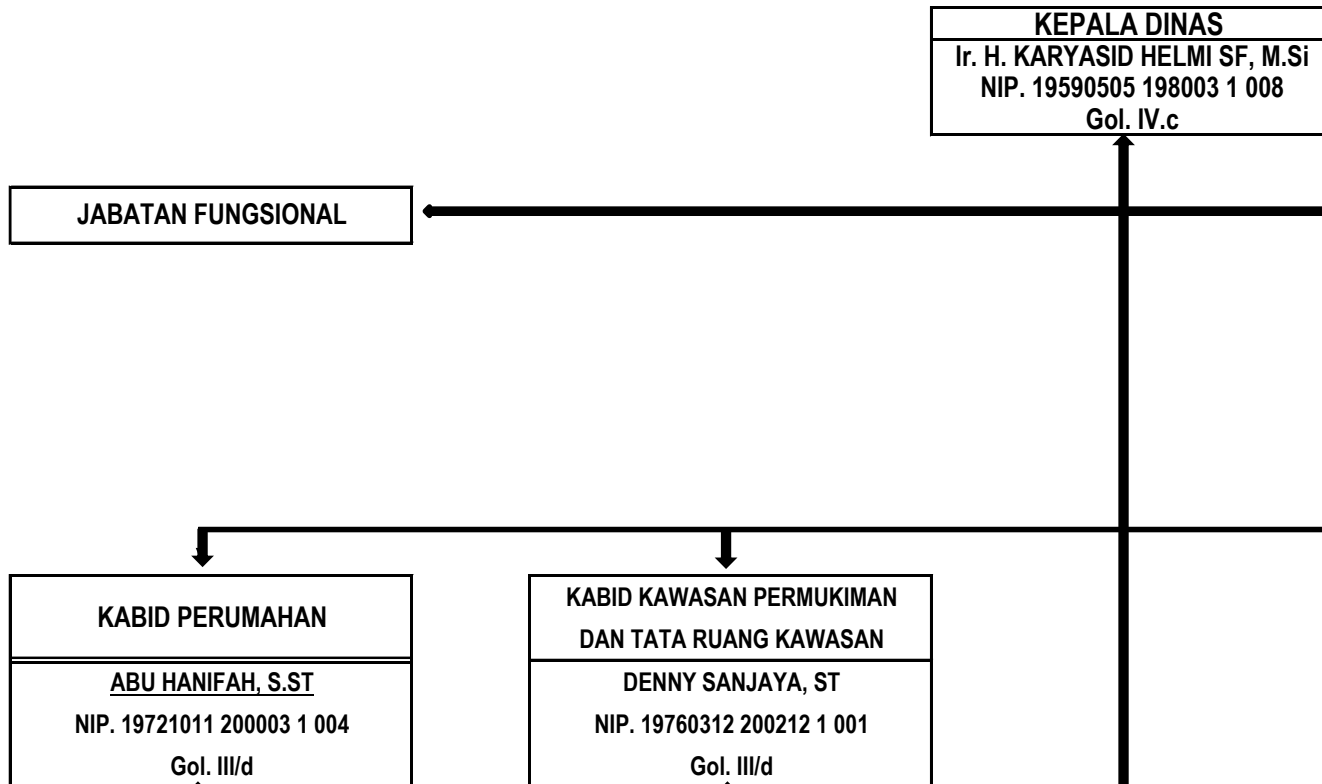 KEPALA DINAS
Ir. H. KARYASID HELMI SF, M.Si
NIP. 19590505 198003 1 008
Gol. IV.c
JABATAN FUNGSIONAL
KABID PERUMAHAN
ABU HANIFAH, S.ST
NIP. 19721011 200003 1 004
Gol. III/d
KABID KAWASAN PERMUKIMAN
DAN TATA RUANG KAWASAN
DENNY SANJAYA, ST
NIP. 19760312 200212 1 001
Gol. III/d